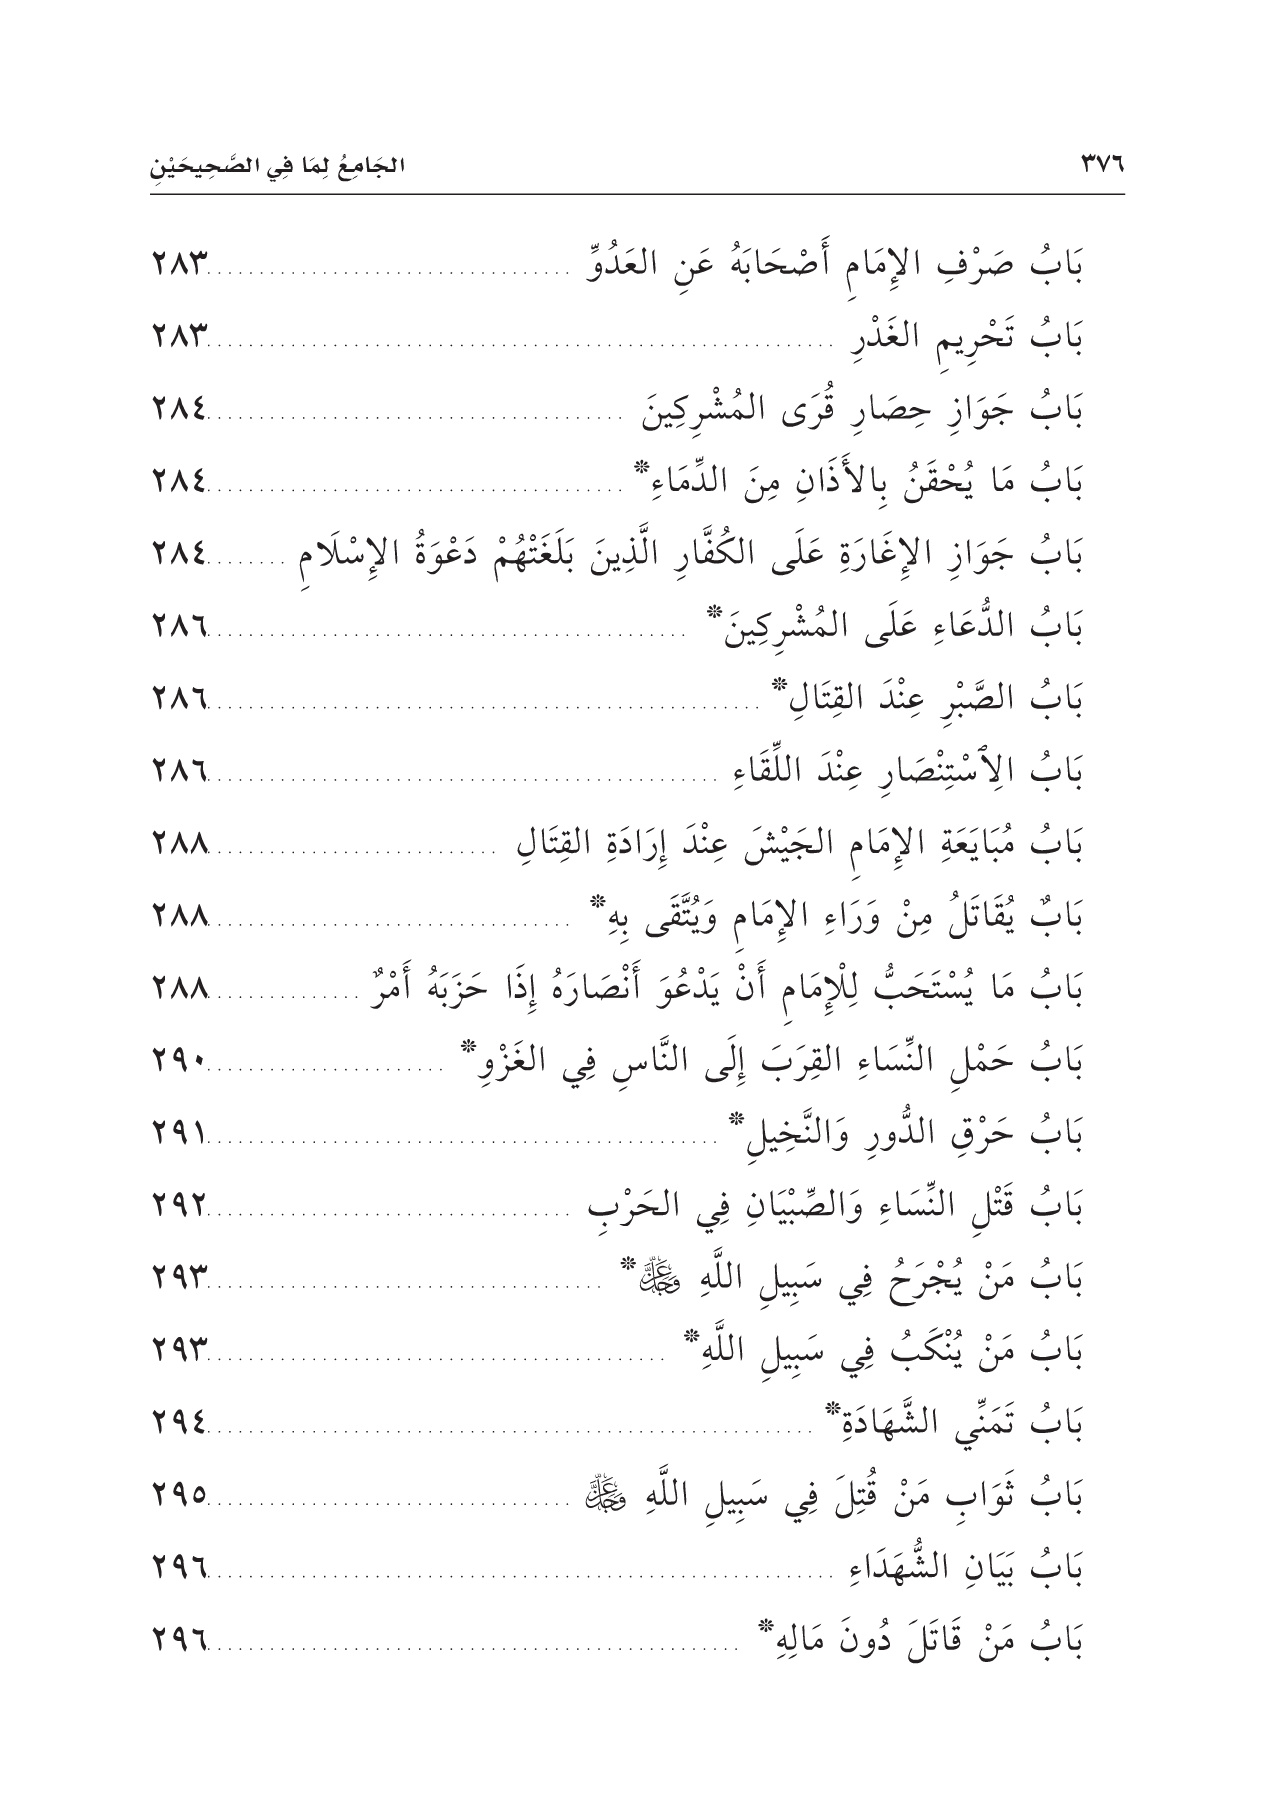 ٣٧٦ الجَامِعُ لِمَا فِي الصَّحِيحَيْنِ
بَابُ صَرْفِ الإِمَامِ أَصْحَابَهُ عَنِ العَدُوِّ .................................. ٢٨٣
بَابُ تَحْرِيمِ الغَدْرِ .................................. ٢٨٣
بَابُ جَوَازِ حِصَارِ قُرَى المُشْرِكِينَ .................................. ٢٨٤
بَابُ مَا يُحْقَنُ بِالأَذَانِ مِنَ الدِّمَاءِ* .................................. ٢٨٤
بَابُ جَوَازِ الإِغَارَةِ عَلَى الكُفَّارِ الَّذِينَ بَلَغَتْهُمْ دَعْوَةُ الإِسْلَامِ ........ ٢٨٤
بَابُ الدُّعَاءِ عَلَى المُشْرِكِينَ* .................................. ٢٨٦
بَابُ الصَّبْرِ عِنْدَ القِتَالِ* .................................. ٢٨٦
بَابُ الِاسْتِنْصَارِ عِنْدَ اللِّقَاءِ .................................. ٢٨٦
بَابُ مُبَايَعَةِ الإِمَامِ الجَيْشَ عِنْدَ إِرَادَةِ القِتَالِ ........................... ٢٨٨
بَابٌ يُقَاتَلُ مِنْ وَرَاءِ الإِمَامِ وَيُتَّقَى بِهِ* .................................. ٢٨٨
بَابُ مَا يُسْتَحَبُّ لِلْإِمَامِ أَنْ يَدْعُوَ أَنْصَارَهُ إِذَا حَزَبَهُ أَمْرٌ .............. ٢٨٨
بَابُ حَمْلِ النِّسَاءِ القِرَبَ إِلَى النَّاسِ فِي الغَزْوِ* ....................... ٢٩٠
بَابُ حَرْقِ الدُّورِ وَالنَّخِيلِ* .................................. ٢٩١
بَابُ قَتْلِ النِّسَاءِ وَالصِّبْيَانِ فِي الحَرْبِ .................................. ٢٩٢
بَابُ مَنْ يُجْرَحُ فِي سَبِيلِ اللَّهِ عَزَّ وَجَلَّ* .................................. ٢٩٣
بَابُ مَنْ يُنْكَبُ فِي سَبِيلِ اللَّهِ* .................................. ٢٩٣
بَابُ تَمَنِّي الشَّهَادَةِ* .................................. ٢٩٤
بَابُ ثَوَابِ مَنْ قُتِلَ فِي سَبِيلِ اللَّهِ عَزَّ وَجَلَّ .................................. ٢٩٥
بَابُ بَيَانِ الشُّهَدَاءِ .................................. ٢٩٦
بَابُ مَنْ قَاتَلَ دُونَ مَالِهِ* .................................. ٢٩٦